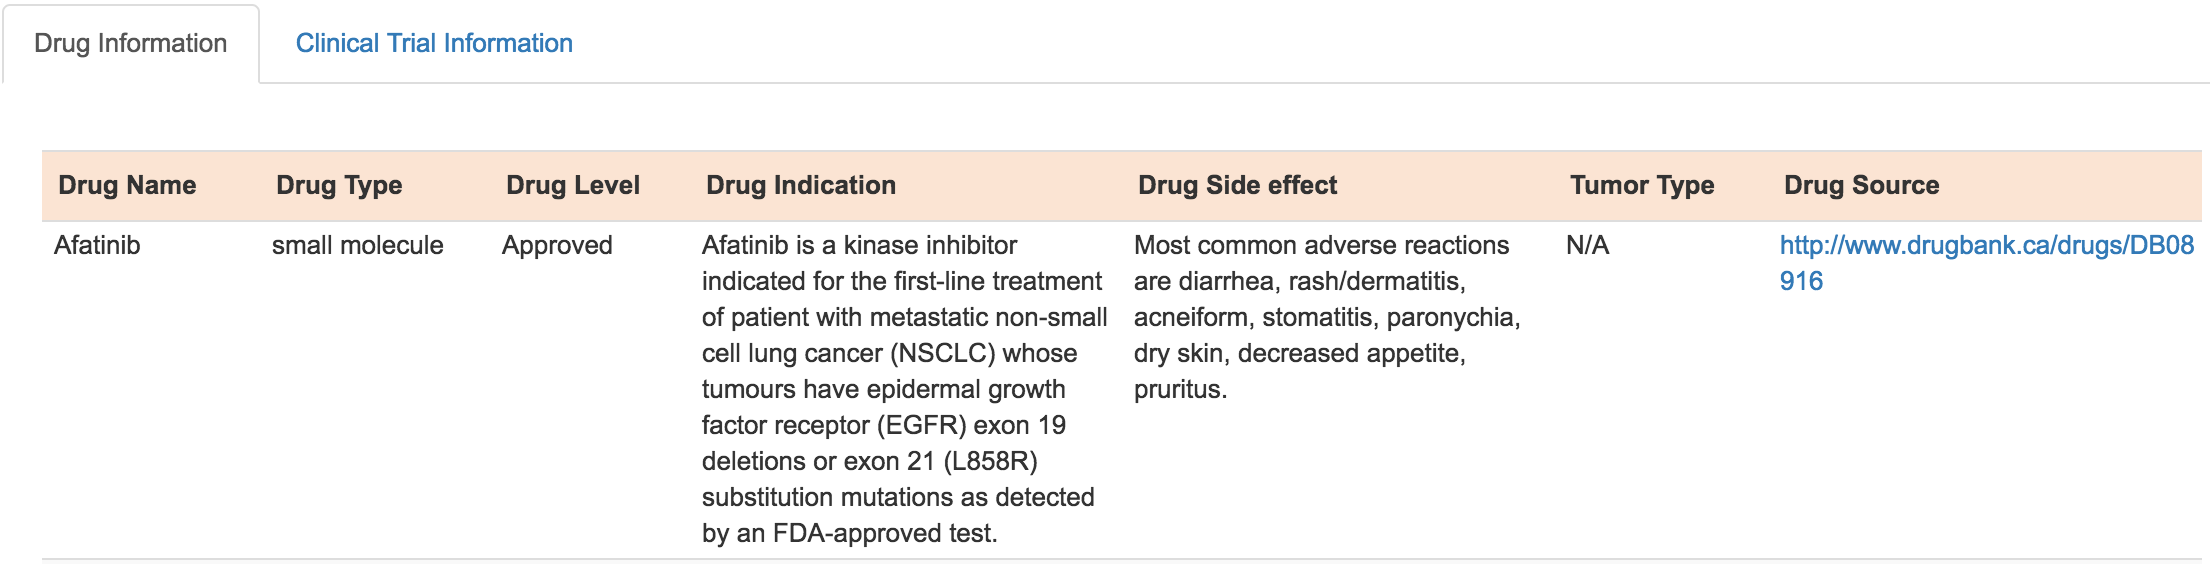 Drug Information
Clinical Trial Information
Drug Name
Drug Type
Drug Level
Drug Indication
Drug Side effect
Tumor Type
Drug Source
Afatinib
small molecule
Approved
Afatinib is a kinase inhibitor
indicated for the first-line treatment
of patient with metastatic non-small
cell lung cancer (NSCLC) whose
tumours have epidermal growth
factor receptor (EGFR) exon 19
deletions or exon 21 (L858R)
substitution mutations as detected
by an FDA-approved test.
Most common adverse reactions
are diarrhea, rash/dermatitis,
acneiform, stomatitis, paronychia,
dry skin, decreased appetite,
pruritus.
N/A
http://www.drugbank.ca/drugs/DB08
916